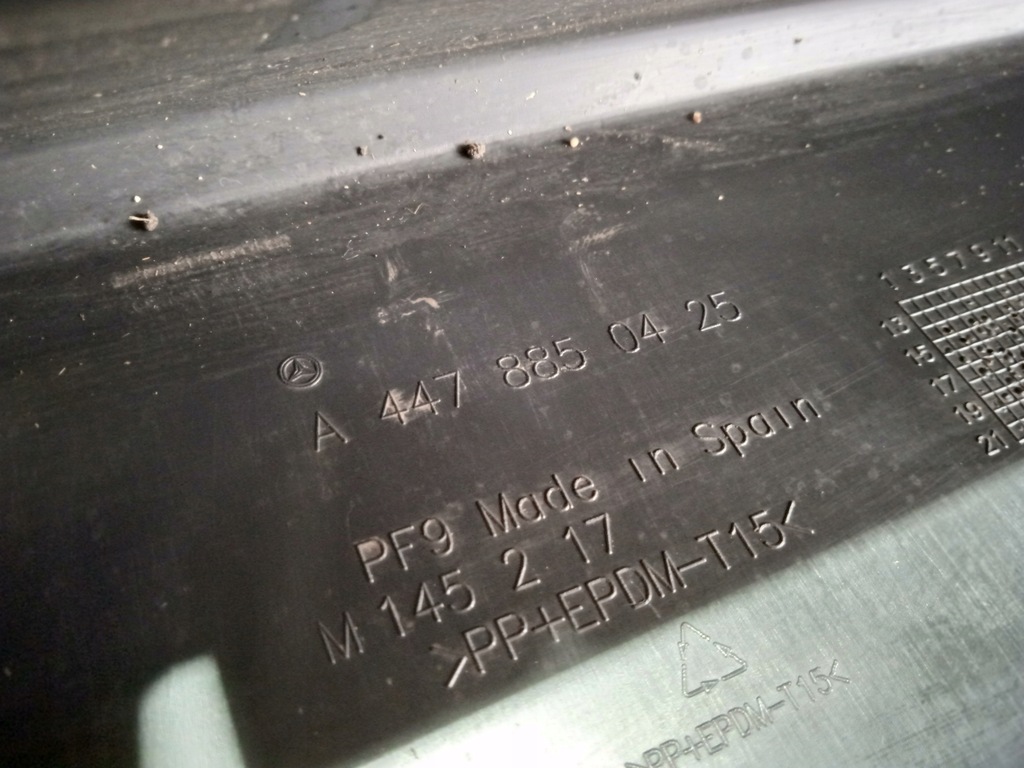 A 447 885 04 25
PF9 Made in Spain
M 145 2 17
>PP+EPDM-T15<
>PP+EPDM-T15<
1 3 5 7 9 11
13
15
17
19
21